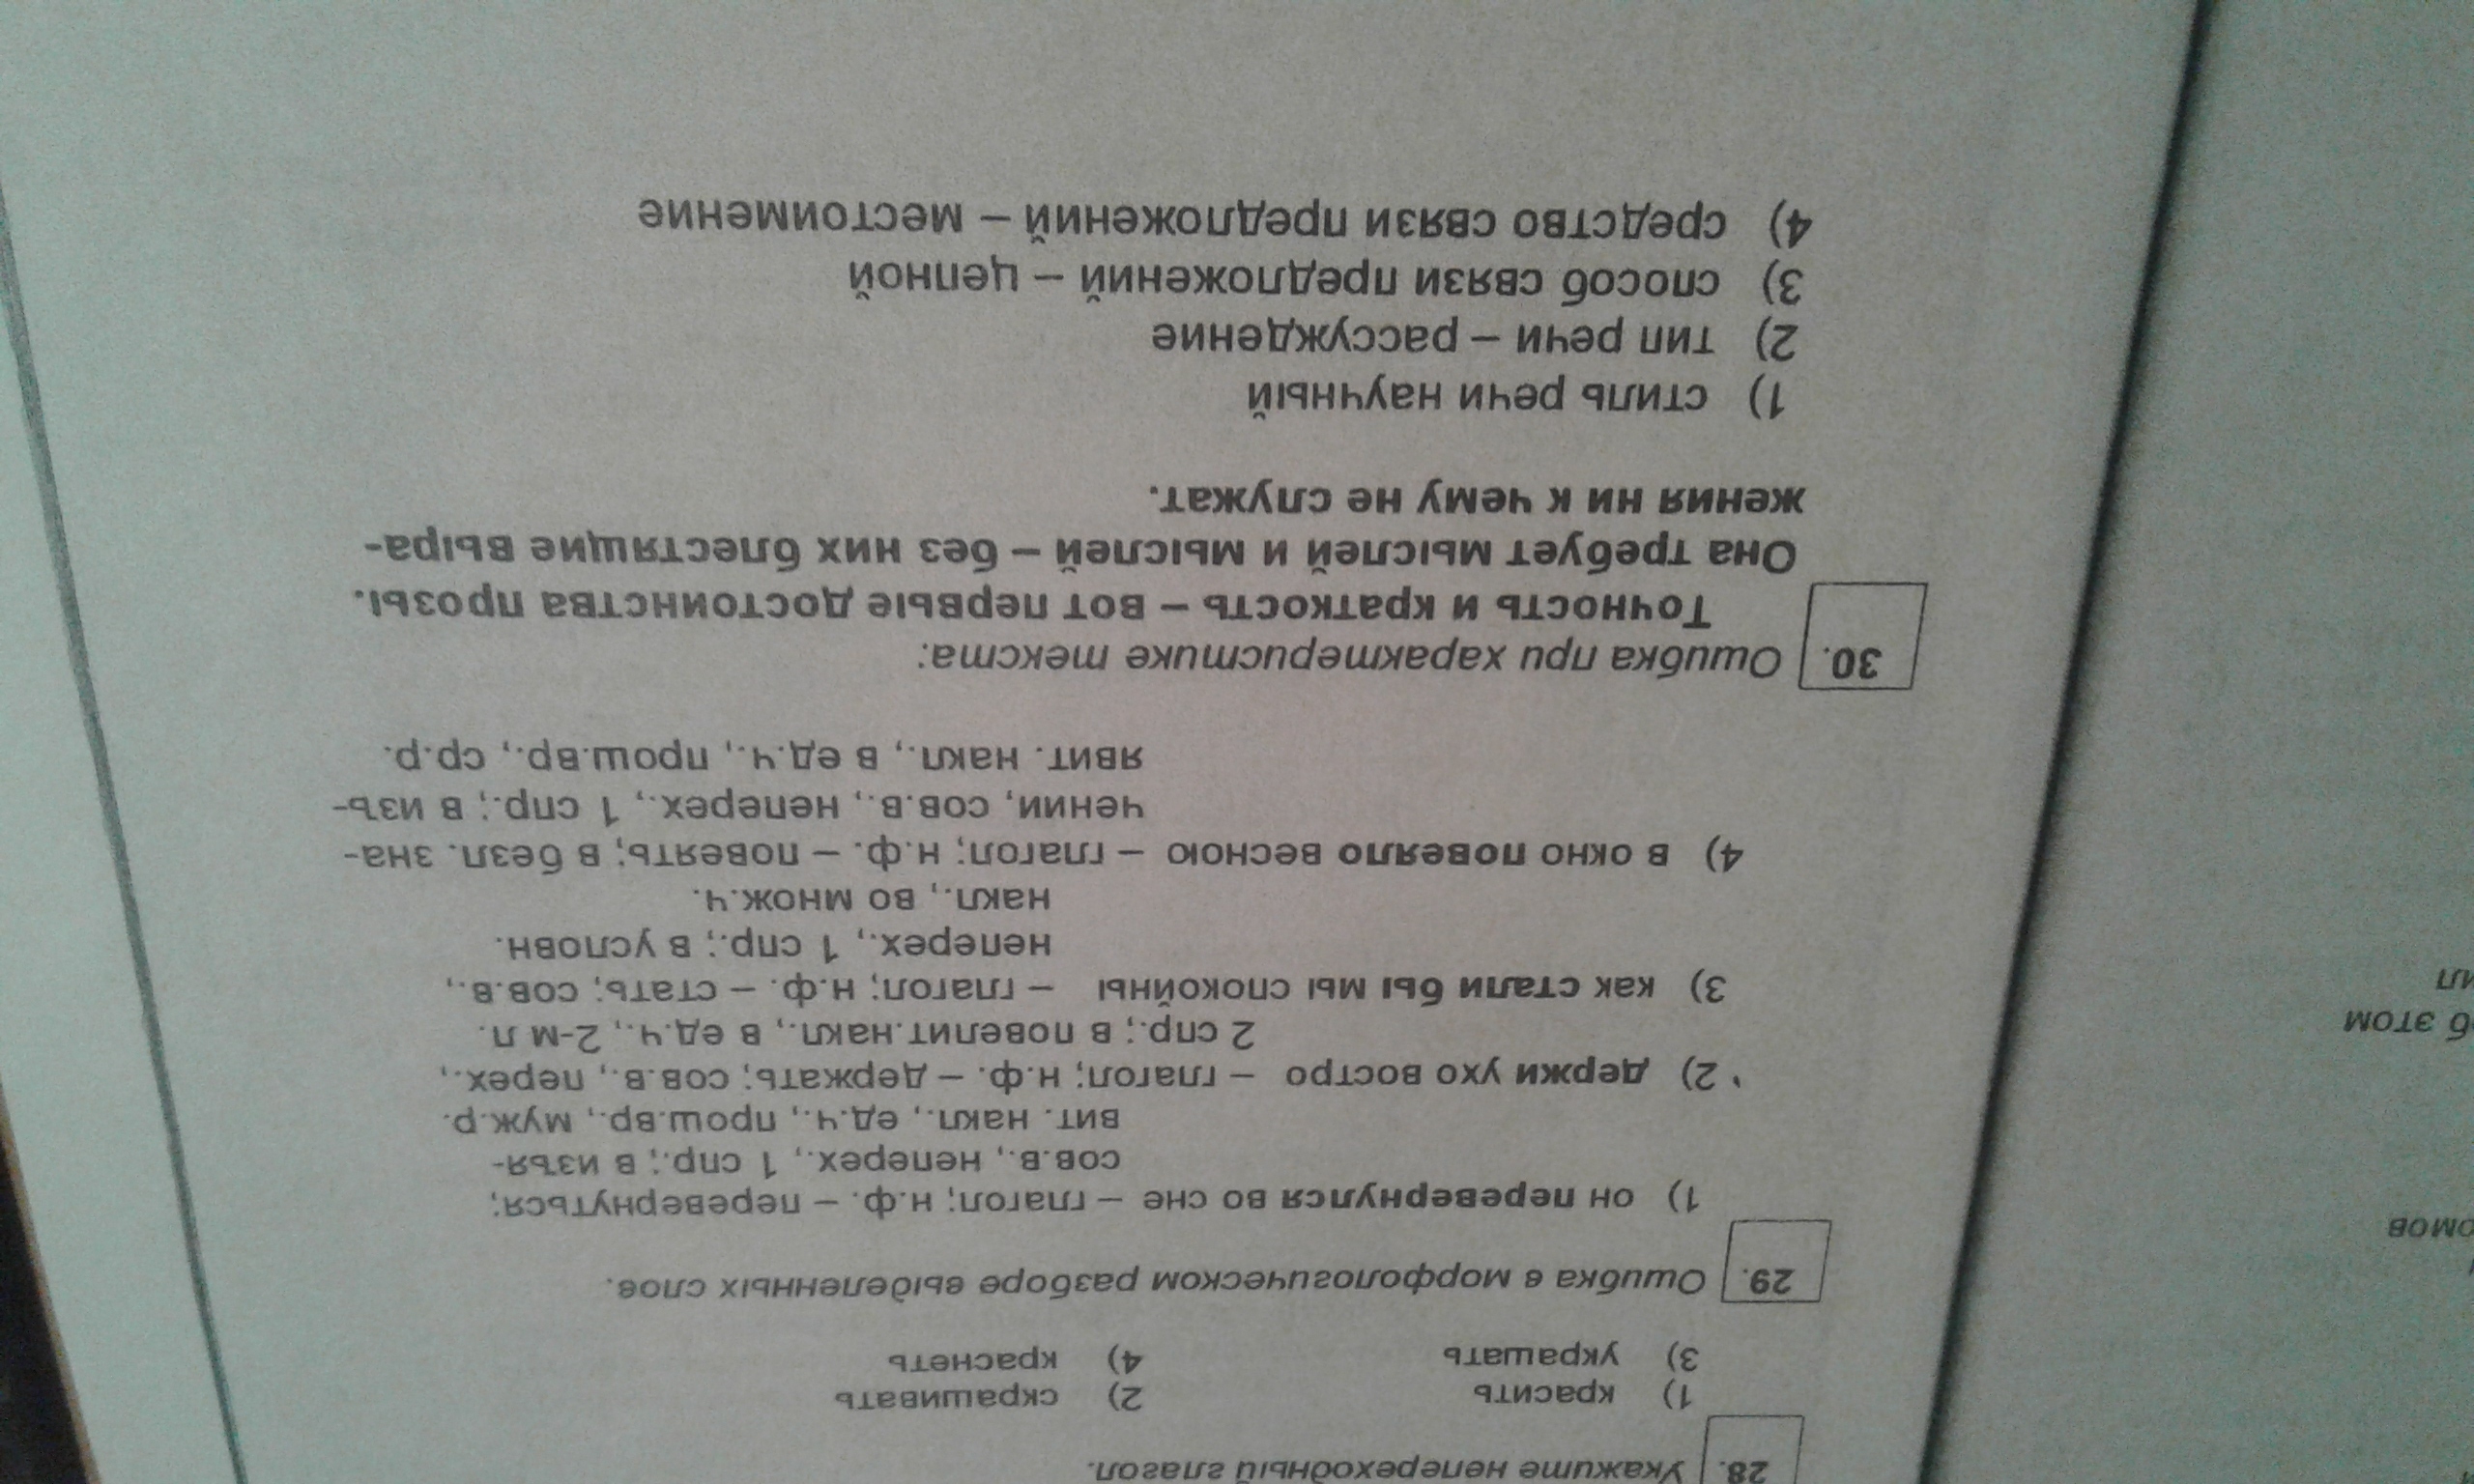 28. Укажите непереходный глагол.
1) красить 2) скрашивать
3) украшать 4) краснеть
29. Ошибка в морфологическом разборе выделенных слов.
1) он перевернулся во сне – глагол; н.ф. – перевернуться;
сов.в., неперех., 1 спр.; в изъя-
вит. накл., ед.ч., прош.вр., муж.р.
2) держи ухо востро – глагол; н.ф. – держать; сов.в., перех.,
2 спр.; в повелит.накл., в ед.ч., 2-м л.
3) как стали бы мы спокойны – глагол; н.ф. – стать; сов.в.,
неперех., 1 спр.; в условн.
накл., во множ.ч.
4) в окно повеяло весною – глагол; н.ф. – повеять; в безл. зна-
чении, сов.в., неперех., 1 спр.; в изъ-
явит. накл., в ед.ч., прош.вр., ср.р.
30. Ошибка при характеристике текста:
Точность и краткость – вот первые достоинства прозы.
Она требует мыслей и мыслей – без них блестящие выра-
жения ни к чему не служат.
1) стиль речи научный
2) тип речи – рассуждение
3) способ связи предложений – цепной
4) средство связи предложений – местоимение
омов
б этом
ил